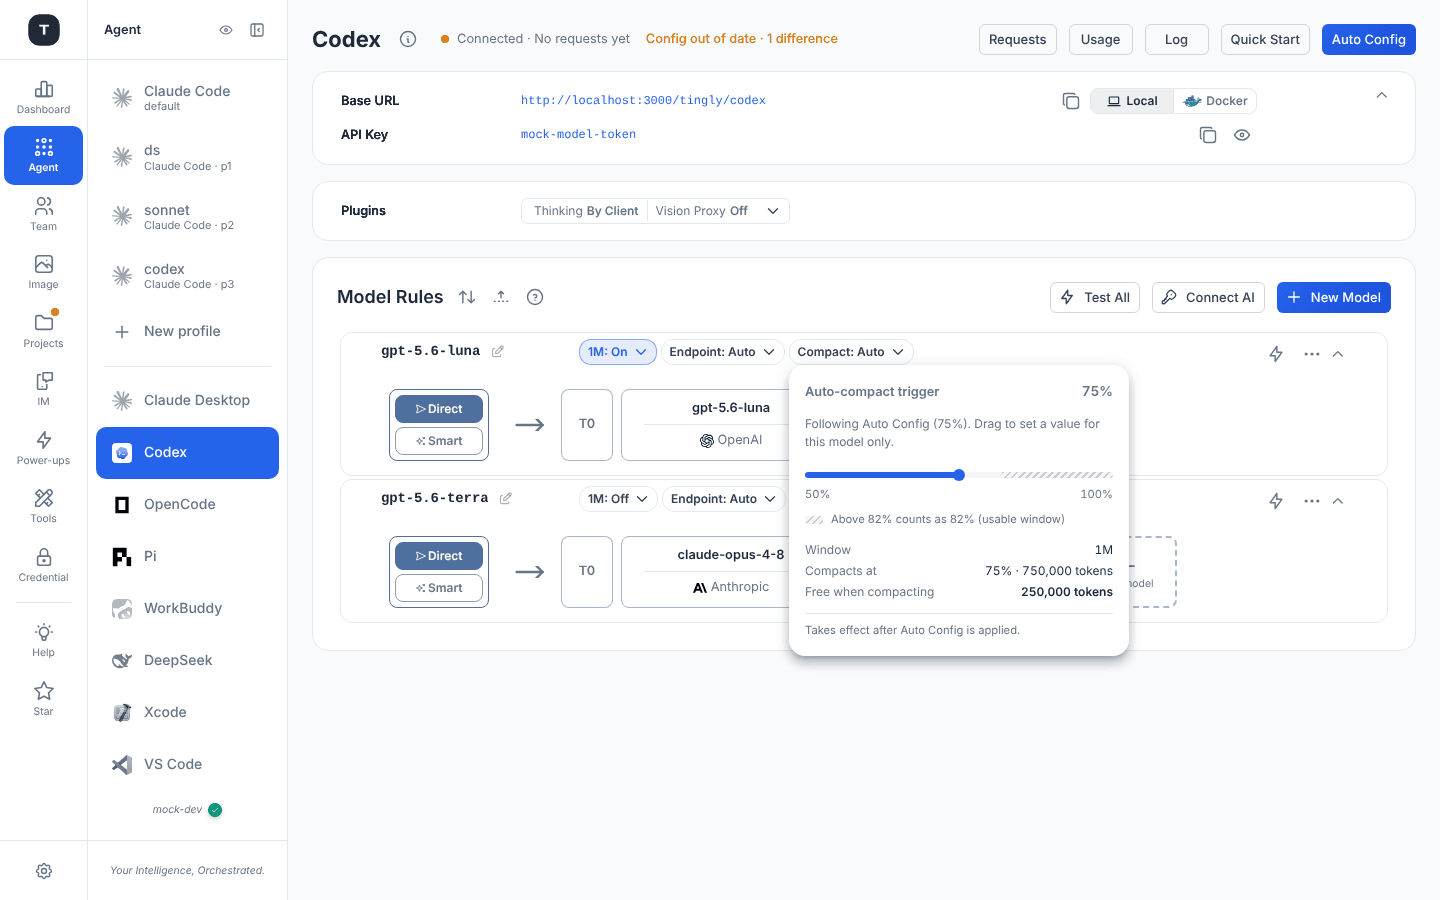 T
Dashboard
Agent
Team
Image
Projects
IM
Power-ups
Tools
Credential
Help
Star
Agent
Claude Code
default
ds
Claude Code · p1
sonnet
Claude Code · p2
codex
Claude Code · p3
New profile
Claude Desktop
Codex
OpenCode
Pi
WorkBuddy
DeepSeek
Xcode
VS Code
mock-dev
Your Intelligence, Orchestrated.
Codex
Connected · No requests yet
Config out of date · 1 difference
Requests
Usage
Log
Quick Start
Auto Config
Base URL
http://localhost:3000/tingly/codex
Local
Docker
API Key
mock-model-token
Plugins
Thinking By Client
Vision Proxy Off
Model Rules
Test All
Connect AI
New Model
gpt-5.6-luna
1M: On
Endpoint: Auto
Compact: Auto
Direct
Smart
T0
gpt-5.6-luna
OpenAI
gpt-5.6-terra
1M: Off
Endpoint: Auto
Direct
Smart
T0
claude-opus-4-8
Anthropic
Auto-compact trigger
75%
Following Auto Config (75%). Drag to set a value for
this model only.
50%
100%
Above 82% counts as 82% (usable window)
Window
1M
Compacts at
75% · 750,000 tokens
Free when compacting
250,000 tokens
Takes effect after Auto Config is applied.